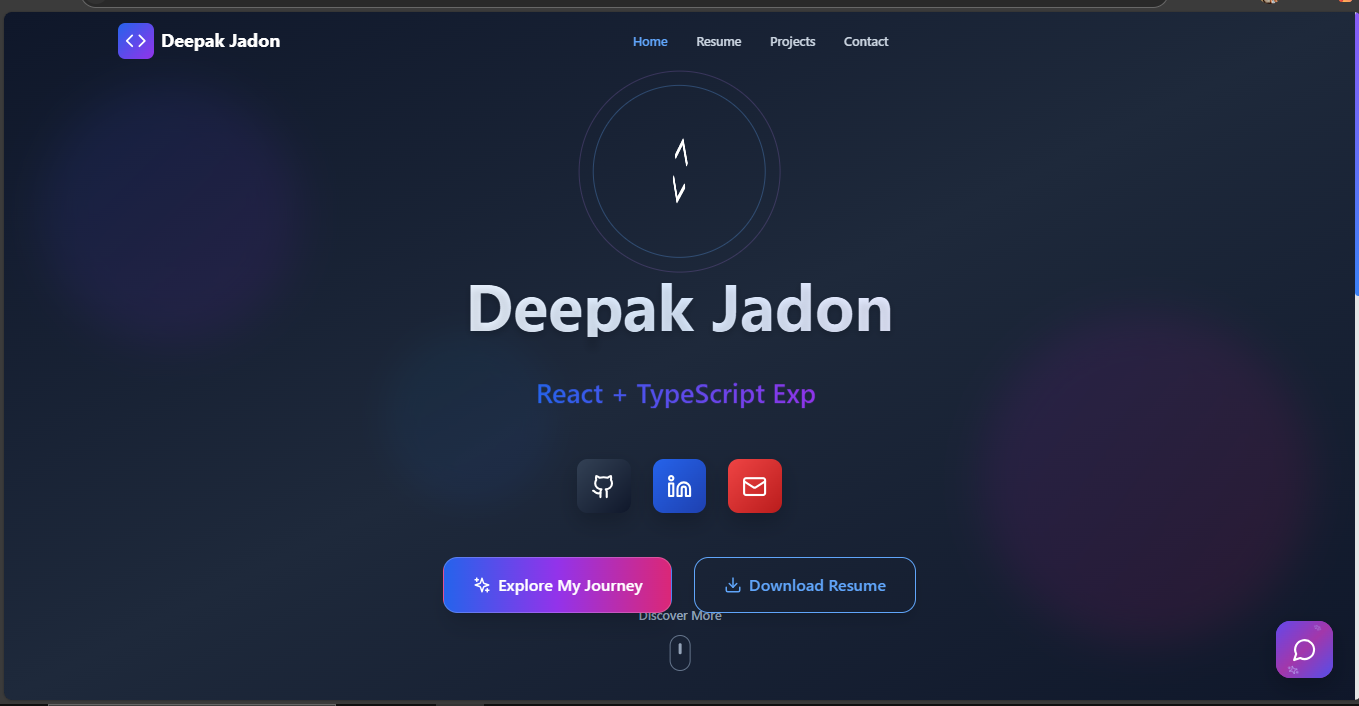 Deepak Jadon
Home Resume Projects Contact
Deepak Jadon
React + TypeScript Exp
Explore My Journey
Download Resume
Discover More